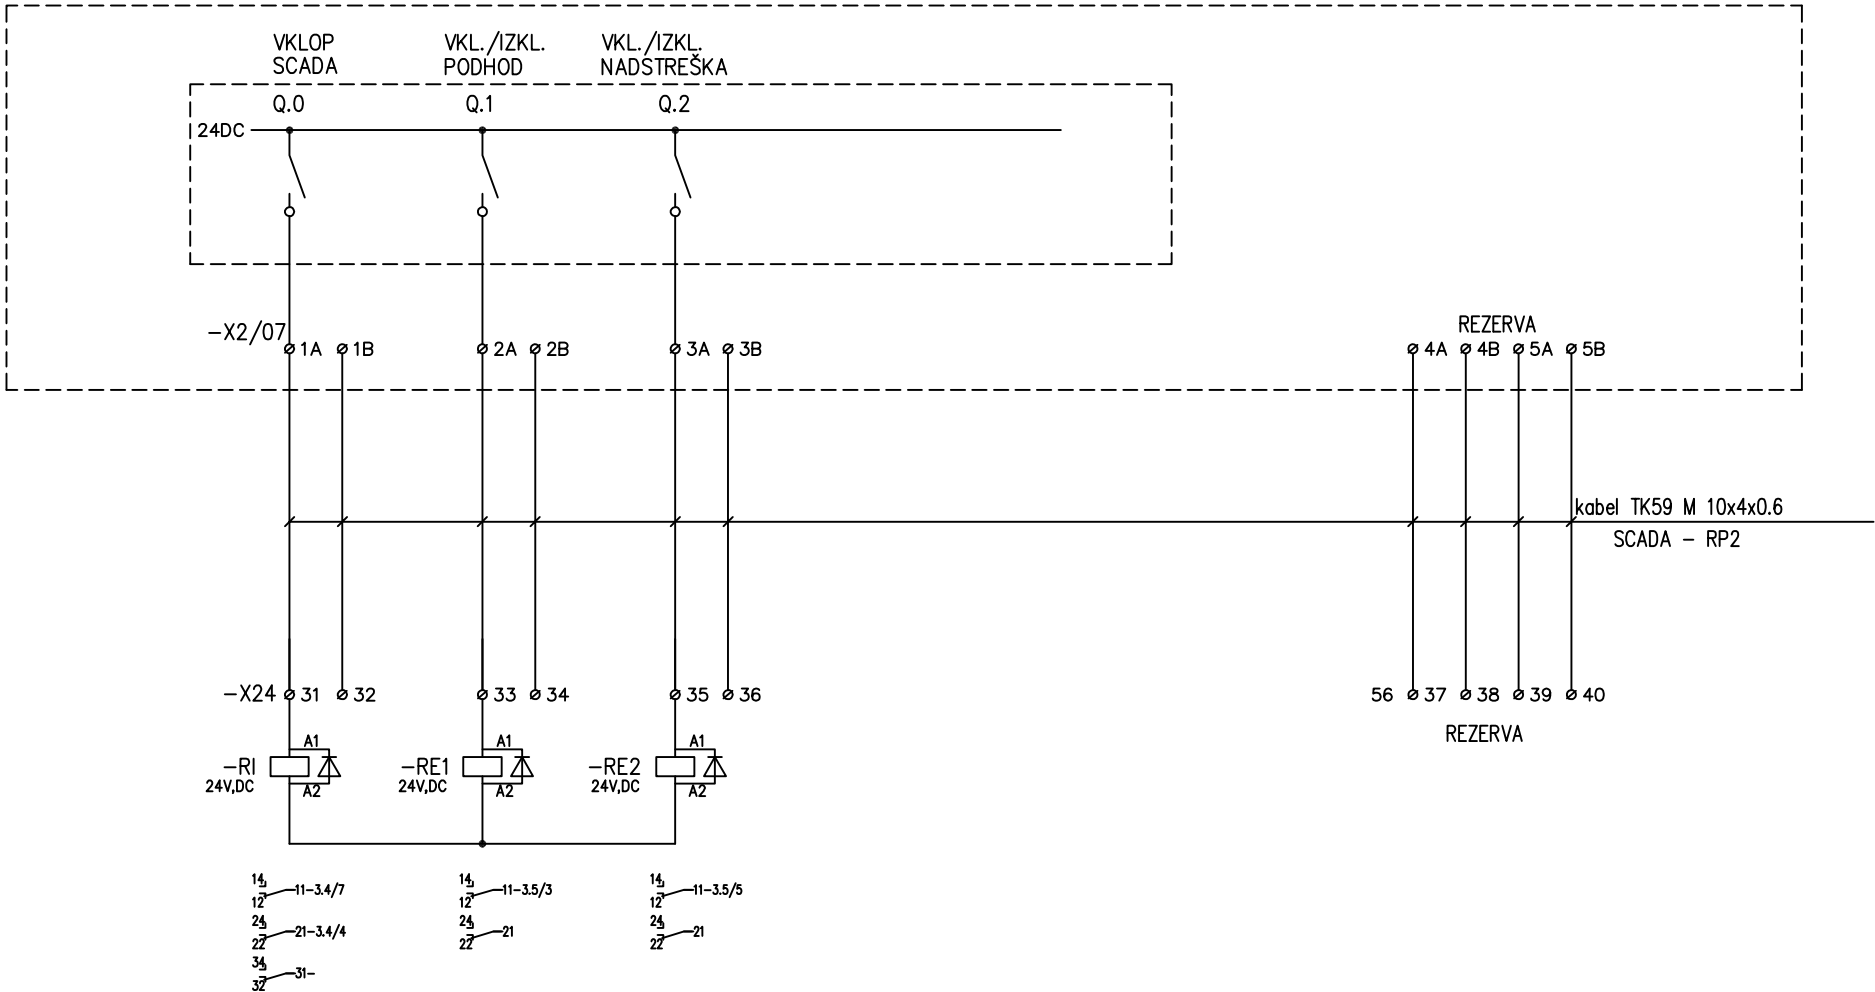 VKLOP
SCADA
VKL./IZKL.
PODHOD
VKL./IZKL.
NADSTREŠKA
Q.0
Q.1
Q.2
24DC
-X2/07
1A
1B
2A
2B
3A
3B
REZERVA
4A
4B
5A
5B
kabel TK59 M 10x4x0.6
SCADA - RP2
-X24
31
32
33
34
35
36
56
37
38
39
40
REZERVA
-RI
24V,DC
A1
A2
-RE1
24V,DC
A1
A2
-RE2
24V,DC
A1
A2
14
11-3.4/7
12
24
21-3.4/4
22
34
31-
32
14
11-3.5/3
12
24
21
22
14
11-3.5/5
12
24
21
22